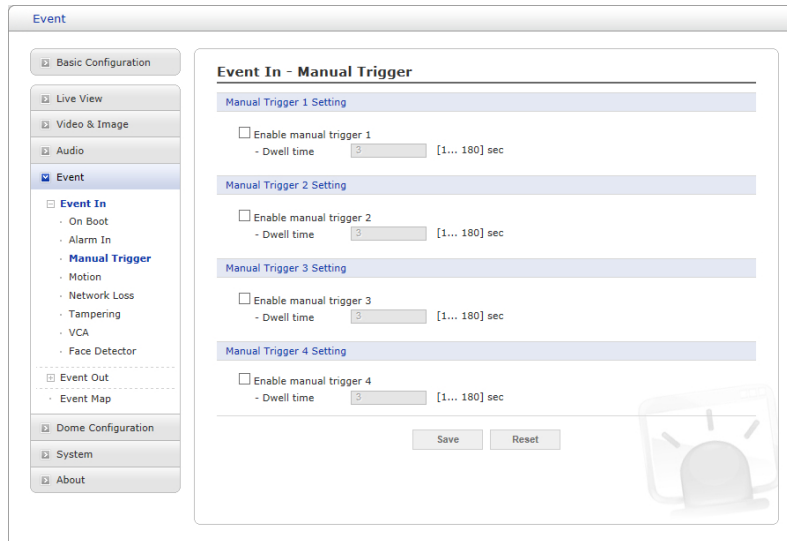 Event
Basic Configuration
Live View
Video & Image
Audio
Event
Event In
On Boot
Alarm In
Manual Trigger
Motion
Network Loss
Tampering
VCA
Face Detector
Event Out
Event Map
Dome Configuration
System
About
Event In - Manual Trigger
Manual Trigger 1 Setting
Enable manual trigger 1
- Dwell time 3 [1... 180] sec
Manual Trigger 2 Setting
Enable manual trigger 2
- Dwell time 3 [1... 180] sec
Manual Trigger 3 Setting
Enable manual trigger 3
- Dwell time 3 [1... 180] sec
Manual Trigger 4 Setting
Enable manual trigger 4
- Dwell time 3 [1... 180] sec
Save Reset